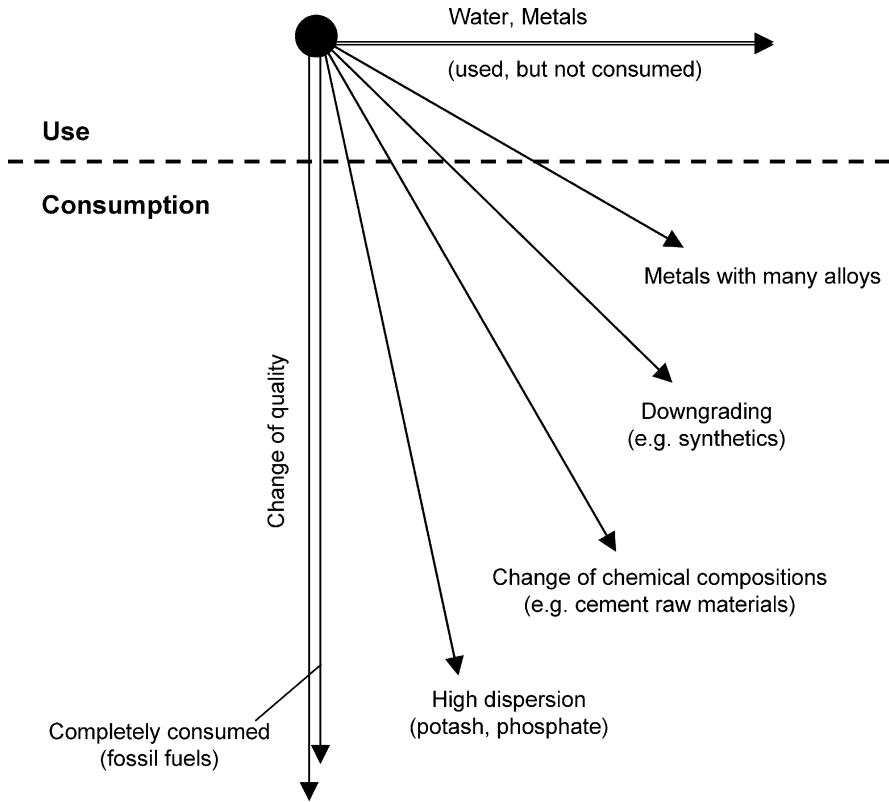 Water, Metals
(used, but not consumed)
Use
Consumption
Metals with many alloys
Change of quality
Downgrading
(e.g. synthetics)
Change of chemical compositions
(e.g. cement raw materials)
High dispersion
(potash, phosphate)
Completely consumed
(fossil fuels)